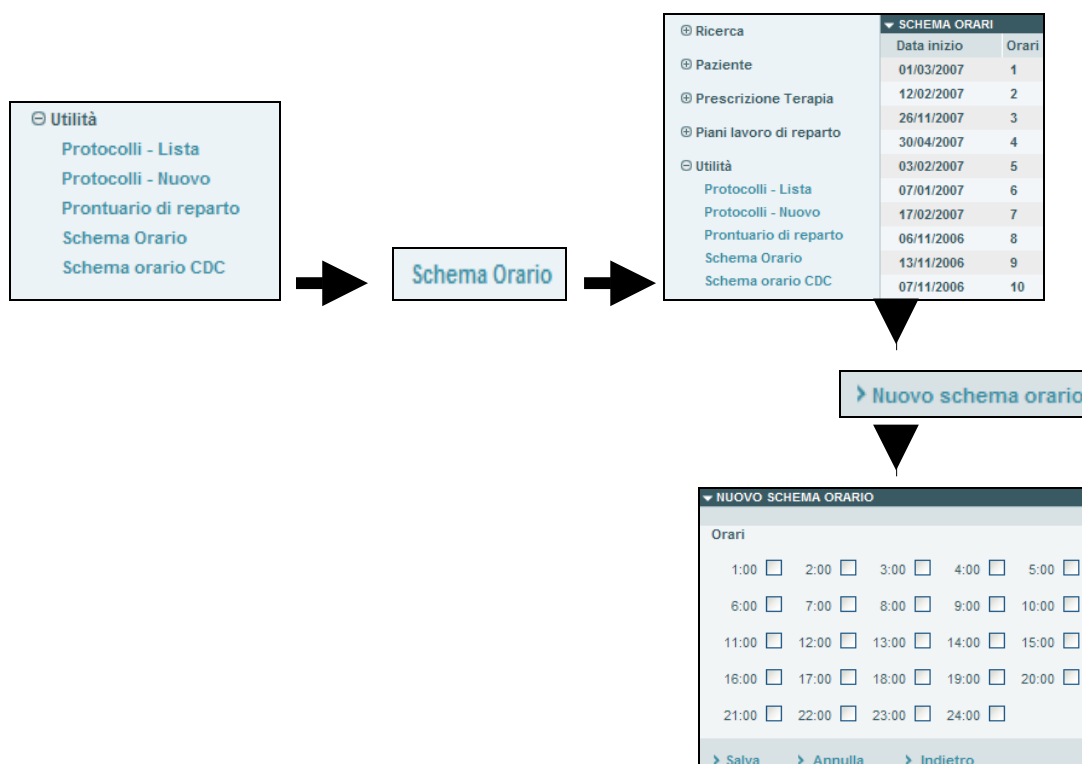 Utilità
Protocolli - Lista
Protocolli - Nuovo
Prontuario di reparto
Schema Orario
Schema orario CDC
Schema Orario
Ricerca
Paziente
Prescrizione Terapia
Piani lavoro di reparto
Utilità
Protocolli - Lista
Protocolli - Nuovo
Prontuario di reparto
Schema Orario
Schema orario CDC
SCHEMA ORARI
Data inizio Orari
01/03/2007 1
12/02/2007 2
26/11/2007 3
30/04/2007 4
03/02/2007 5
07/01/2007 6
17/02/2007 7
06/11/2006 8
13/11/2006 9
07/11/2006 10
Nuovo schema orario
NUOVO SCHEMA ORARIO
Orari
1:00 2:00 3:00 4:00 5:00
6:00 7:00 8:00 9:00 10:00
11:00 12:00 13:00 14:00 15:00
16:00 17:00 18:00 19:00 20:00
21:00 22:00 23:00 24:00
Salva Annulla Indietro